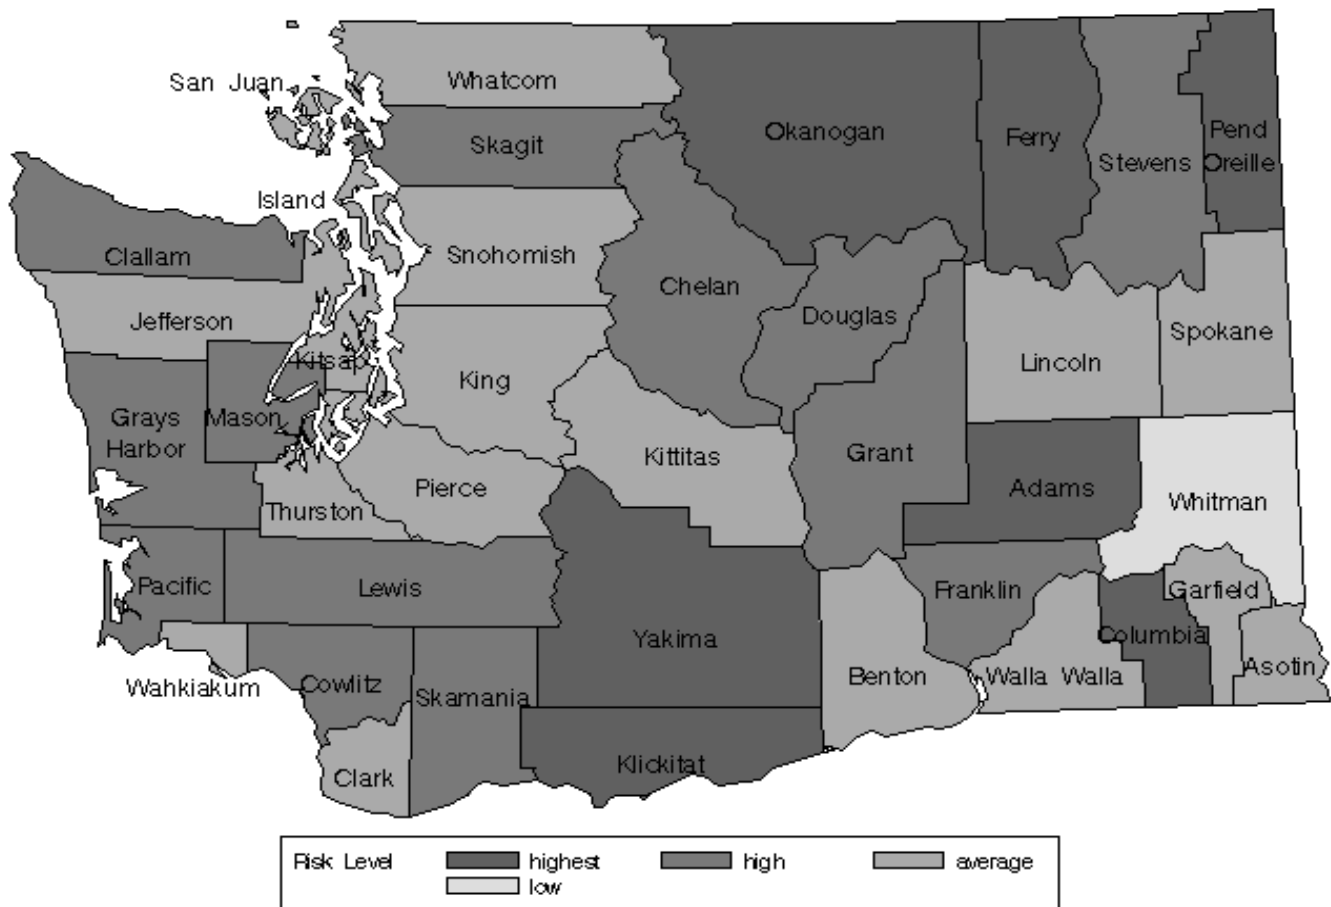 Whatcom
San Juan
Skagit
Okanogan
Ferry
Stevens
Pend
Oreille
Island
Clallam
Snohomish
Chelan
Jefferson
Douglas
Spokane
Kitsap
King
Lincoln
Grays
Harbor
Mason
Kittitas
Grant
Pierce
Adams
Thurston
Whitman
Pacific
Lewis
Franklin
Garfield
Yakima
Columbia
Wahkiakum
Cowlitz
Skamania
Benton
Walla Walla
Asotin
Clark
Klickitat
Risk Level highest high average
low